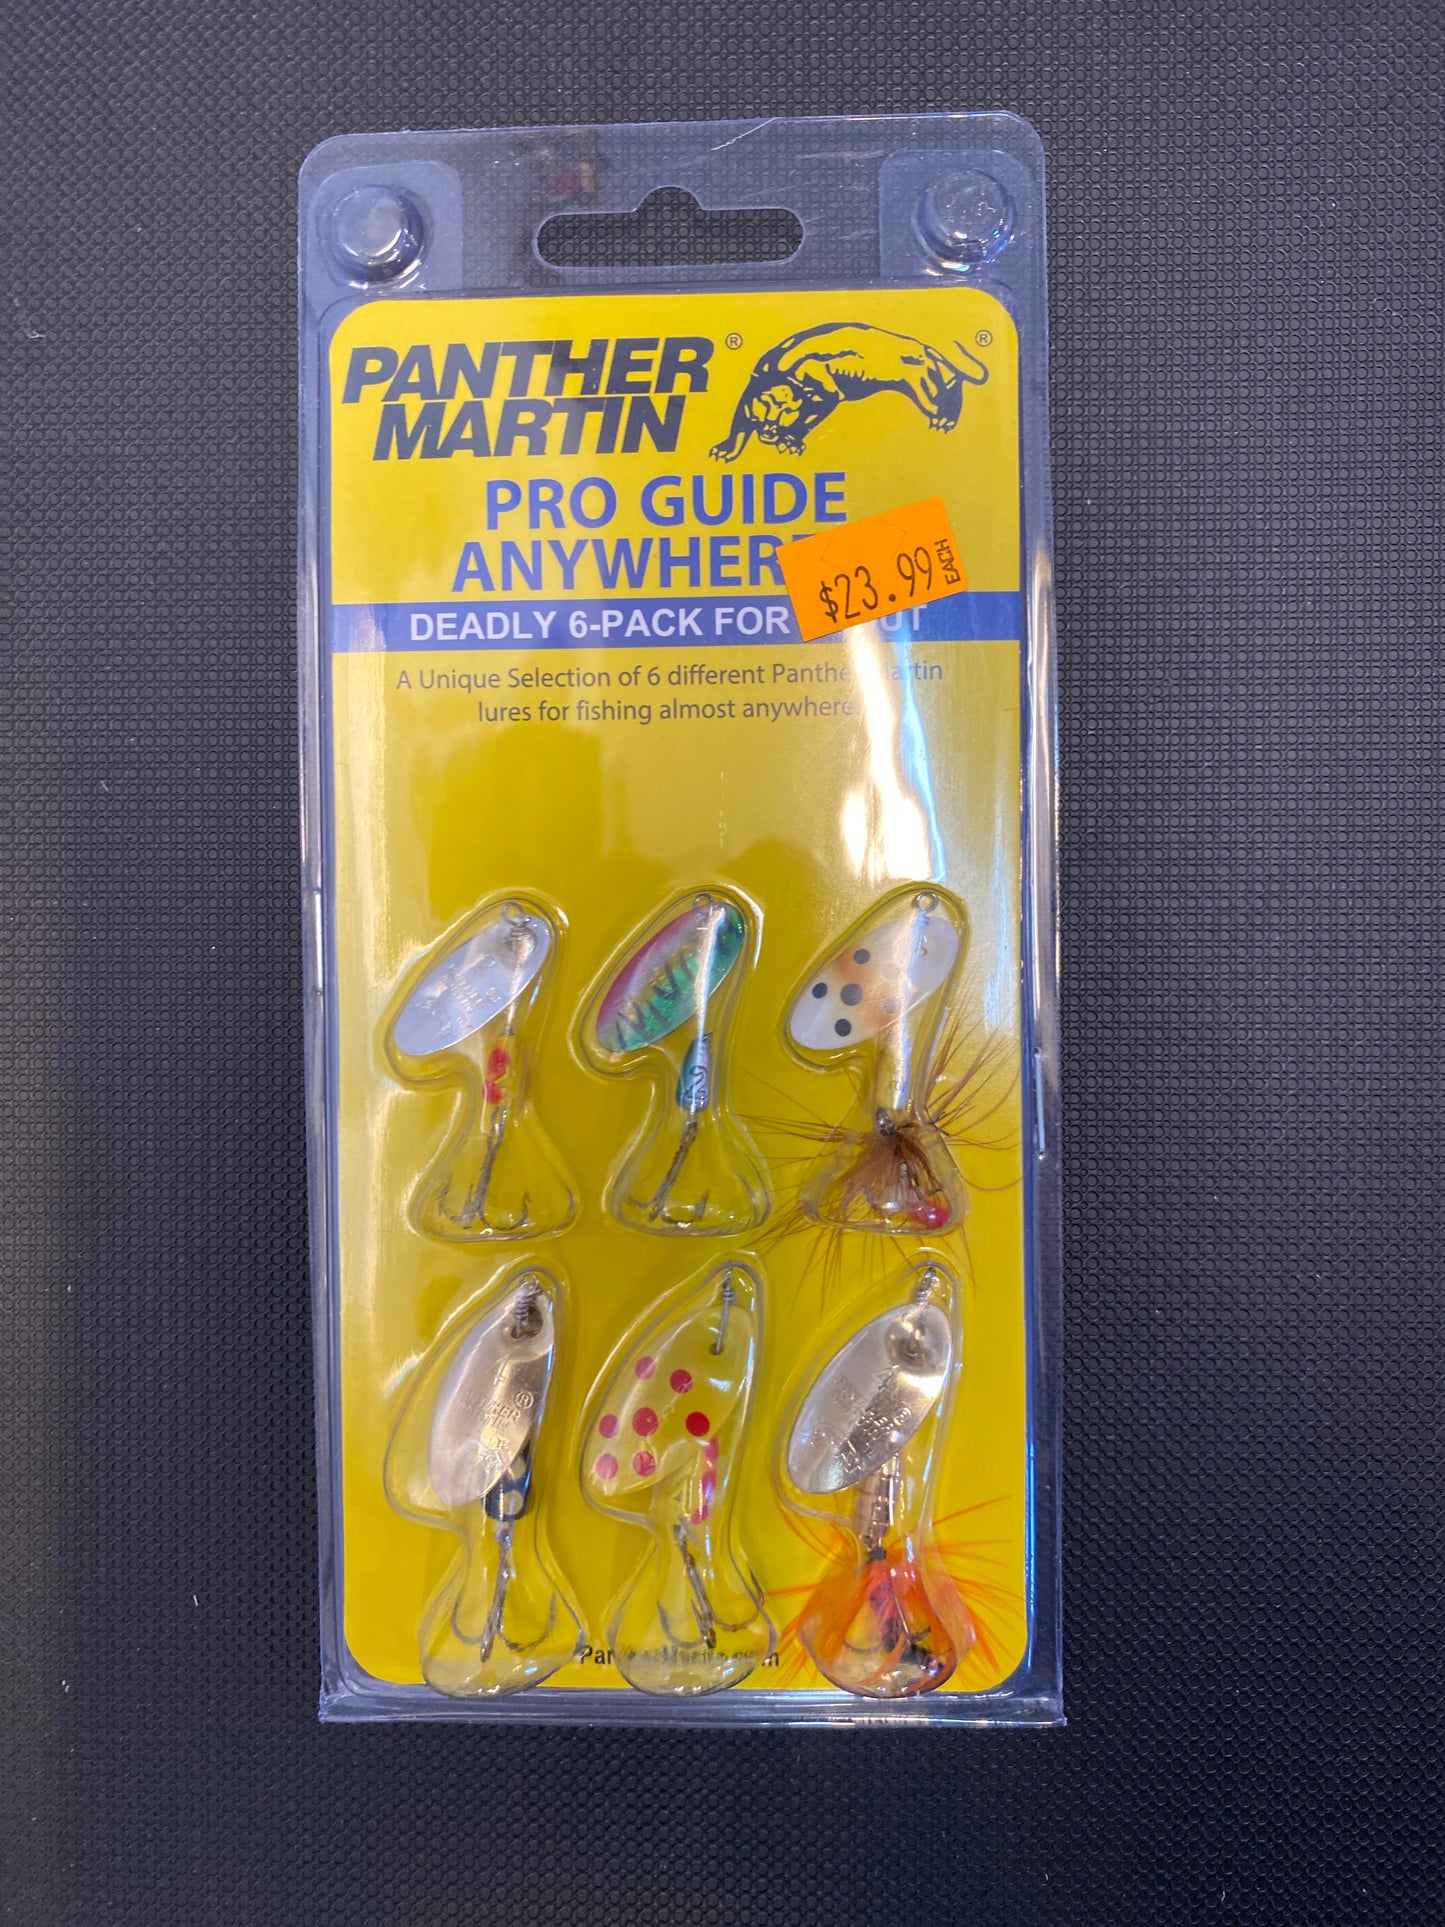 PANTHER ® ®
MARTIN
PRO GUIDE
ANYWHER
$23.99 EACH
DEADLY 6-PACK FOR
A Unique Selection of 6 different
lures for fishing almost anywhere